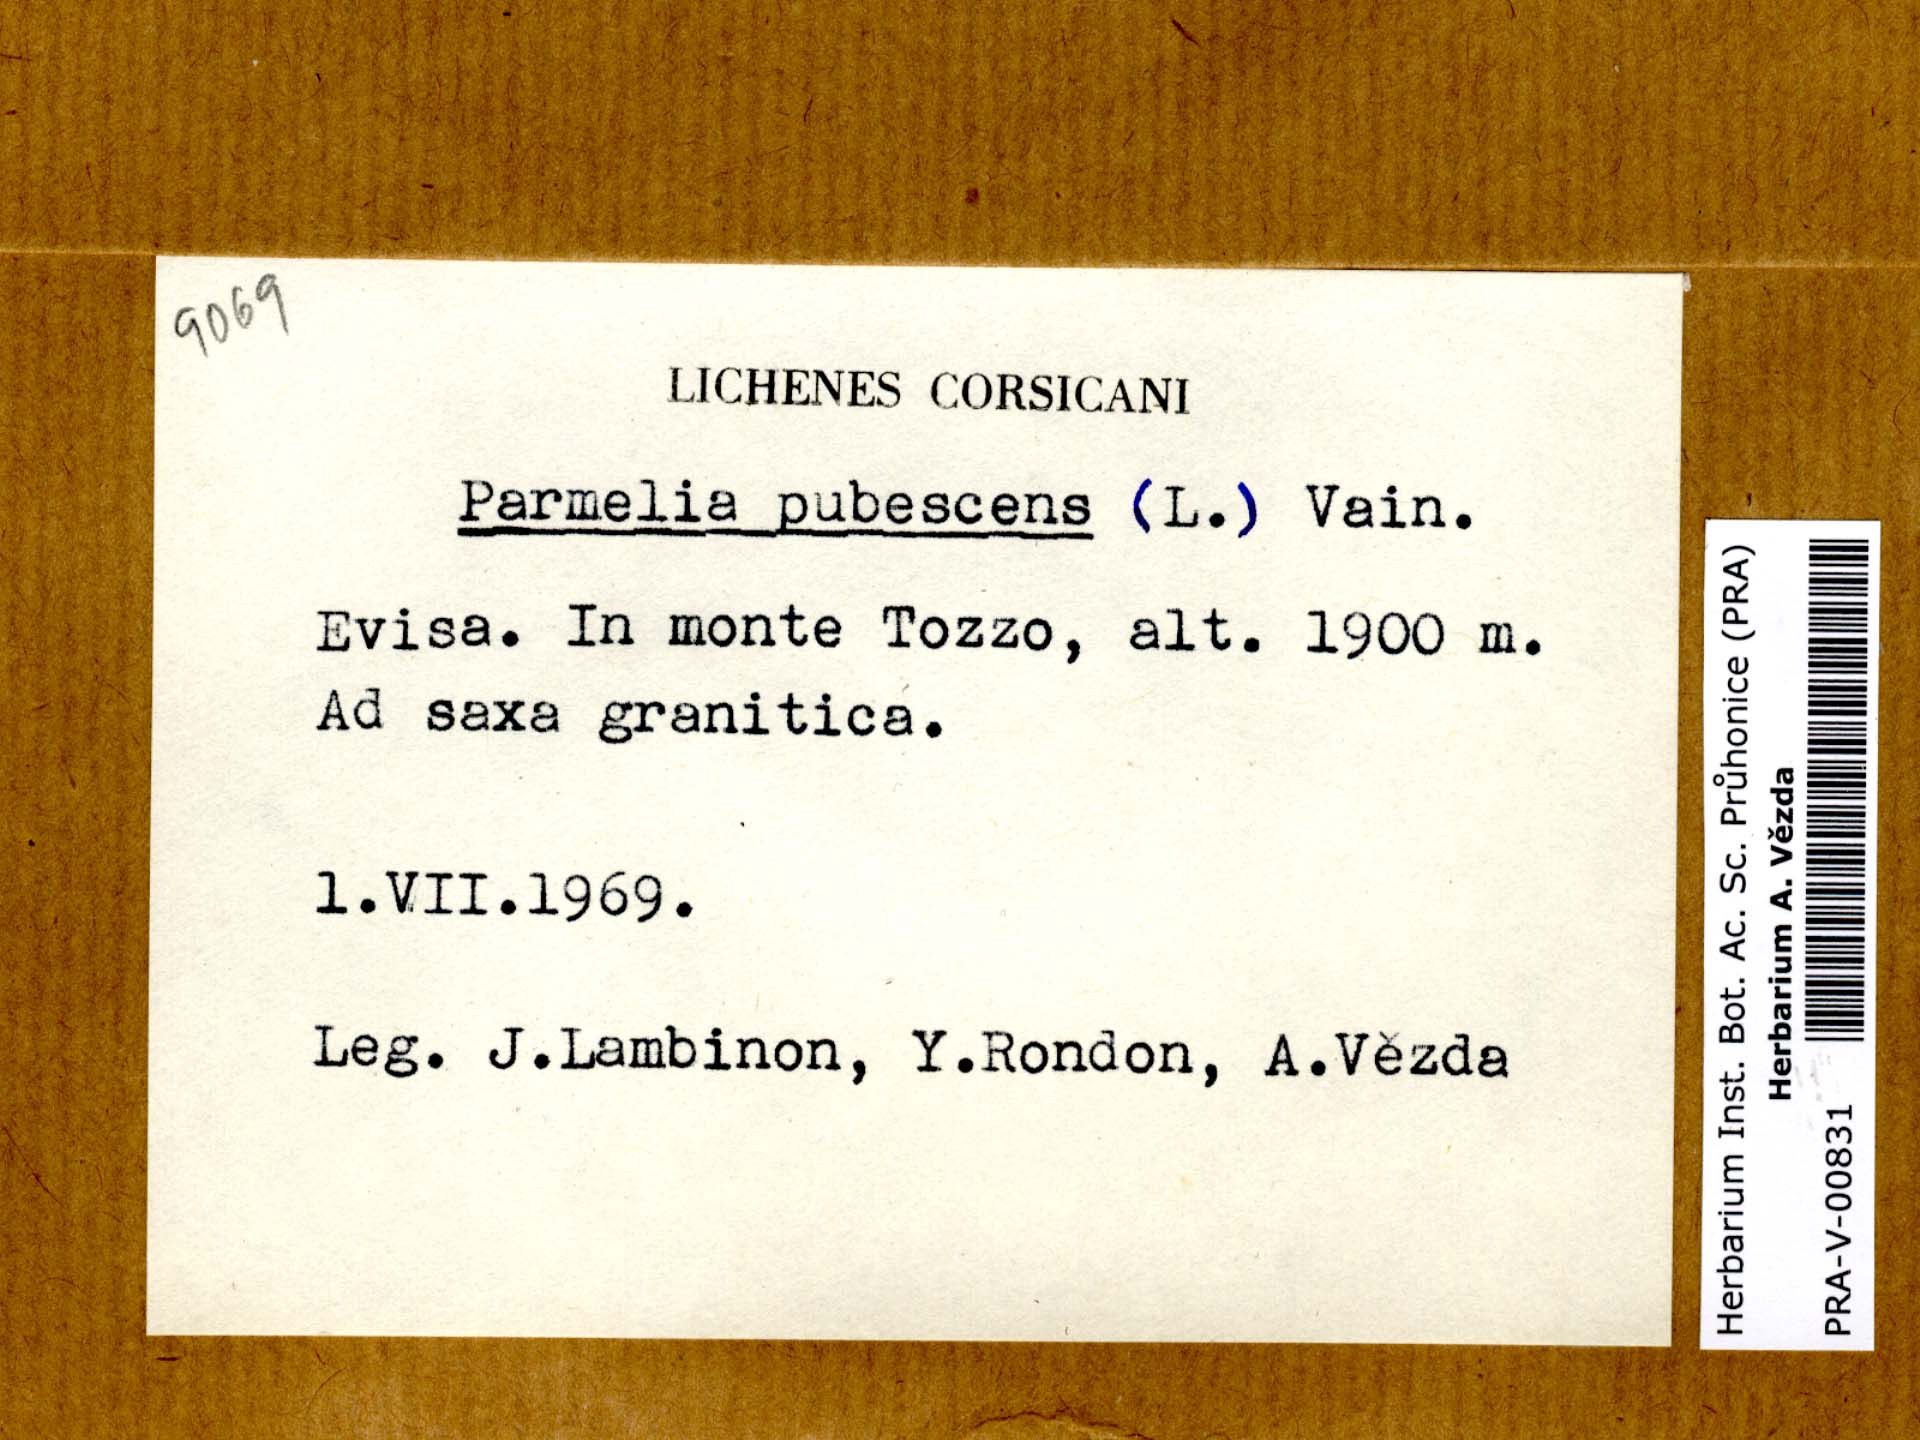 9069
LICHENES CORSICANI
Parmelia pubescens (L.) Vain.
Evisa. In monte Tozzo, alt. 1900 m.
Ad saxa granitica.
1.VII.1969.
Leg. J.Lambinon, Y.Rondon, A.Vězda
Herbarium Inst. Bot. Ac. Sc. Průhonice (PRA)
Herbarium A. Vězda
PRA-V-00831